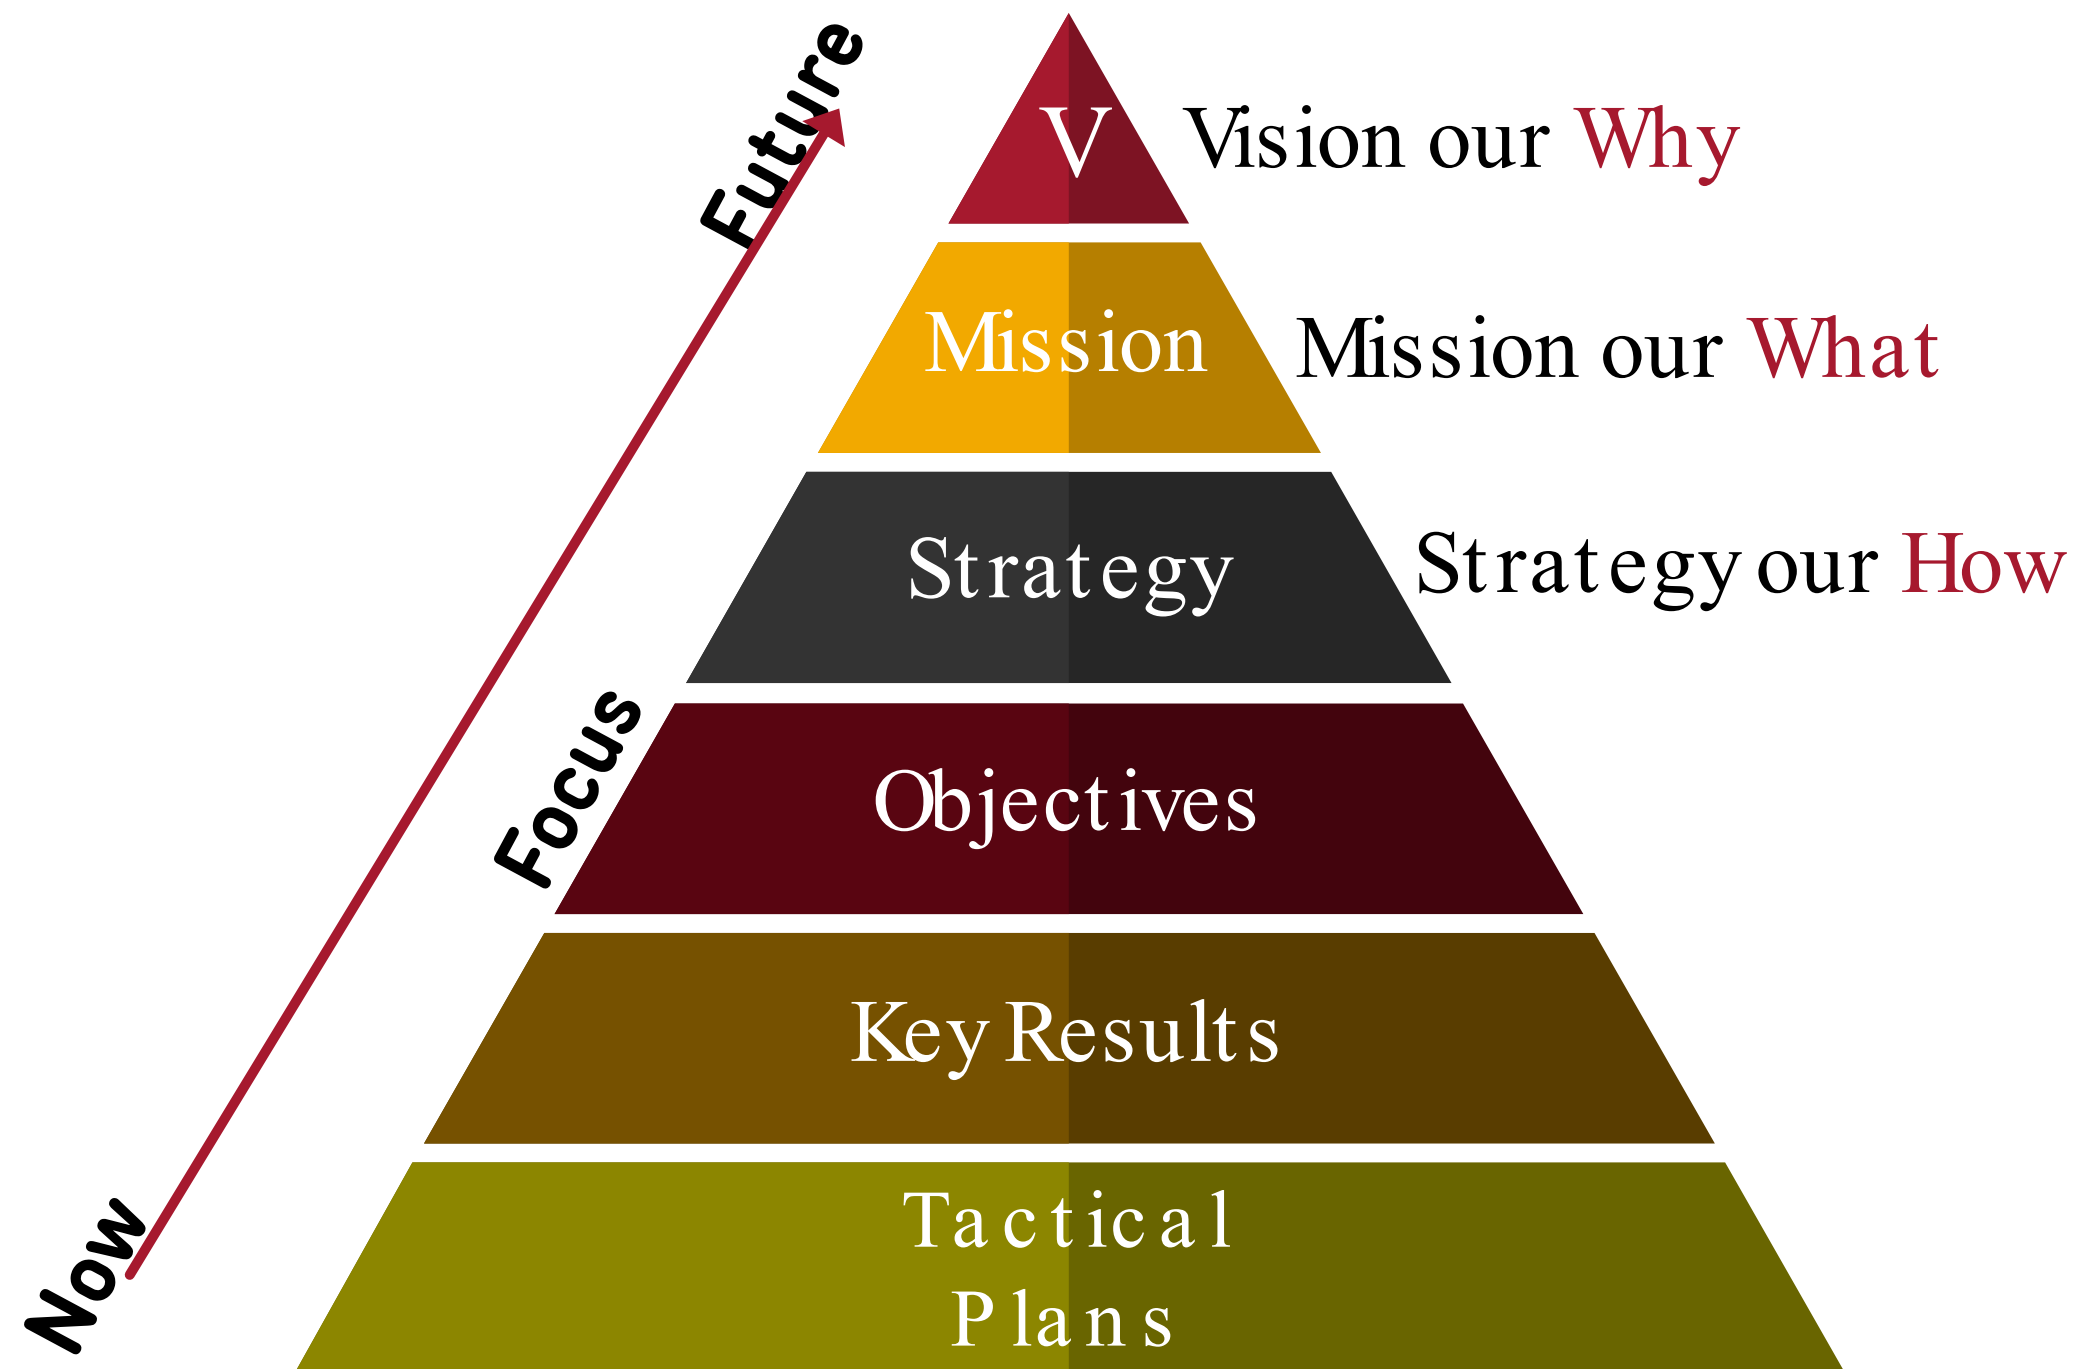 Future
V
Vision our Why
Mission
Mission our What
Strategy
Strategy our How
Focus
Objectives
Key Results
Now
Tactical
Plans